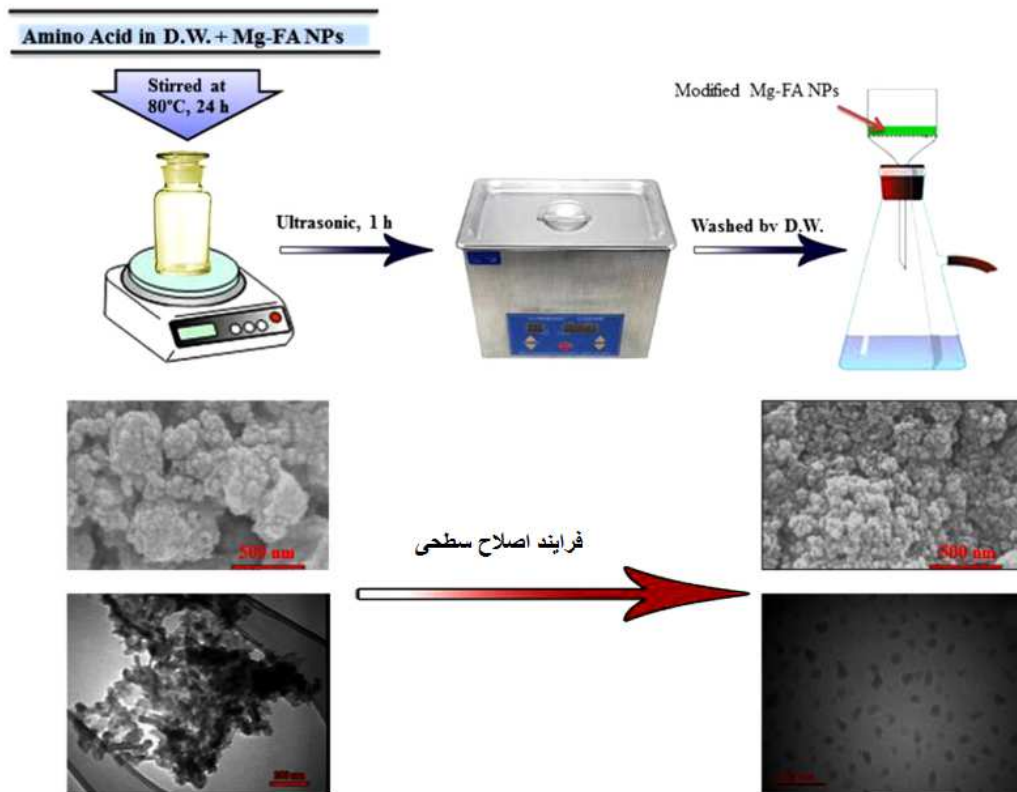 Amino Acid in D.W. + Mg-FA NPs
Stirred at
80°C, 24 h
Modified Mg-FA NPs
Ultrasonic, 1 h
Washed by D.W.
فرایند اصلاح سطحی
500 nm
500 nm